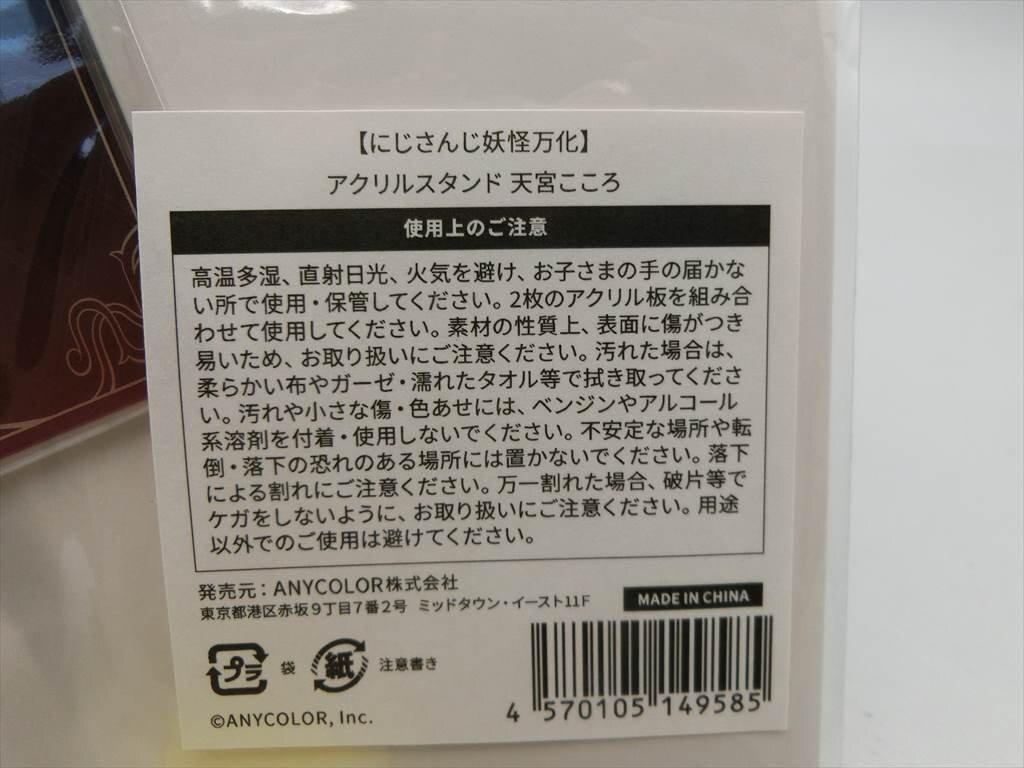 【にじさんじ妖怪万化】
アクリルスタンド 天宮こころ
使用上のご注意
高温多湿、直射日光、火気を避け、お子さまの手の届かな
い所で使用・保管してください。2枚のアクリル板を組み合
わせて使用してください。素材の性質上、表面に傷がつき
易いため、お取り扱いにご注意ください。汚れた場合は、
柔らかい布やガーゼ・濡れたタオル等で拭き取ってくださ
い。汚れや小さな傷・色あせには、ベンジンやアルコール
系溶剤を付着・使用しないでください。不安定な場所や転
倒・落下の恐れのある場所には置かないでください。落下
による割れにご注意ください。万一割れた場合、破片等で
ケガをしないように、お取り扱いにご注意ください。用途
以外でのご使用は避けてください。
発売元：ANYCOLOR株式会社
東京都港区赤坂9丁目7番2号 ミッドタウン・イースト11F
MADE IN CHINA
プラ 袋 紙 注意書き
©ANYCOLOR, Inc.
4 570105 149585